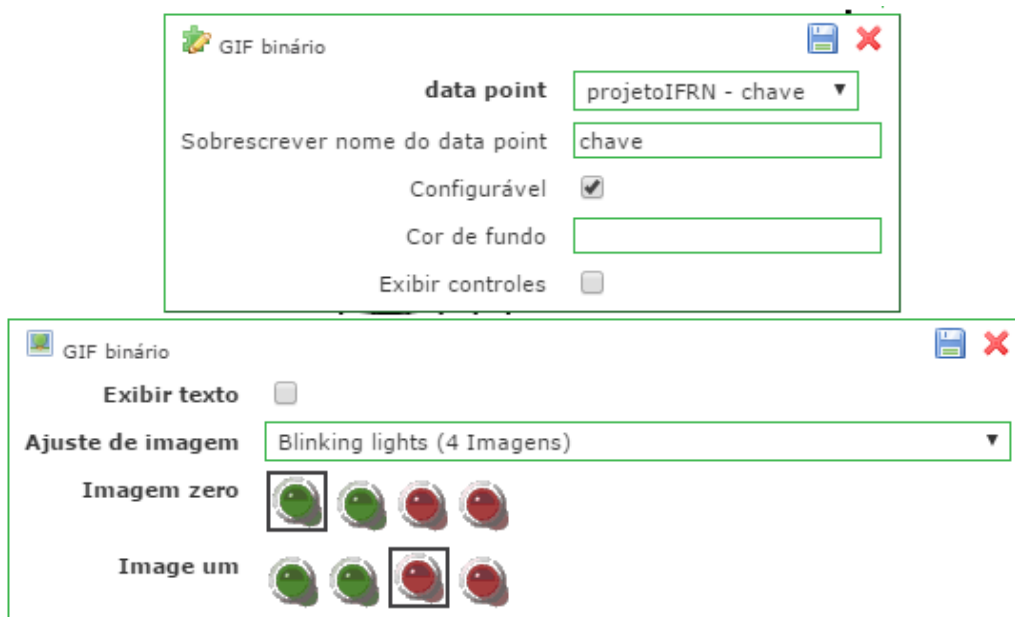 GIF binário
data point projetoIFRN - chave
Sobrescrever nome do data point chave
Configurável
Cor de fundo
Exibir controles
GIF binário
Exibir texto
Ajuste de imagem Blinking lights (4 Imagens)
Imagem zero
Image um